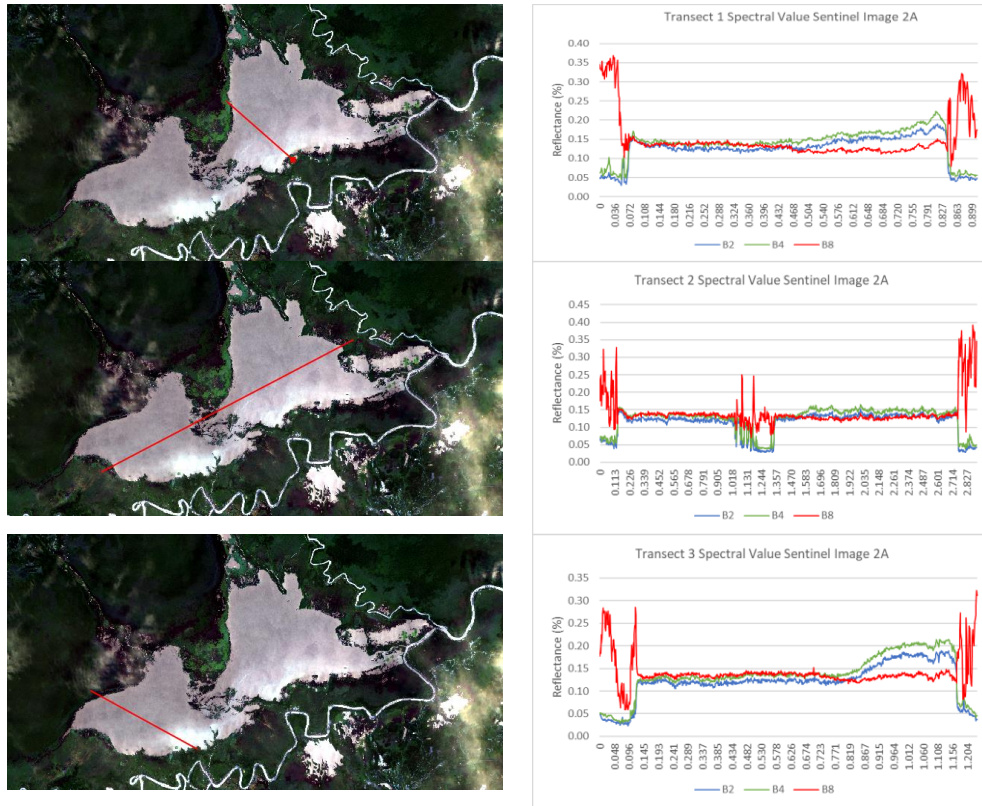 Transect 1 Spectral Value Sentinel Image 2A
Reflectance (%)
0.40
0.35
0.30
0.25
0.20
0.15
0.10
0.05
0.00
0 0.036 0.072 0.108 0.144 0.180 0.216 0.252 0.288 0.324 0.360 0.396 0.432 0.468 0.504 0.540 0.576 0.612 0.648 0.684 0.720 0.755 0.791 0.827 0.863 0.899
B2 B4 B8
Transect 2 Spectral Value Sentinel Image 2A
Reflectance (%)
0.45
0.40
0.35
0.30
0.25
0.20
0.15
0.10
0.05
0.00
0 0.113 0.226 0.339 0.452 0.565 0.678 0.791 0.905 1.018 1.131 1.244 1.357 1.470 1.583 1.696 1.809 1.922 2.035 2.148 2.261 2.374 2.487 2.601 2.714 2.827
B2 B4 B8
Transect 3 Spectral Value Sentinel Image 2A
Reflectance (%)
0.35
0.30
0.25
0.20
0.15
0.10
0.05
0.00
0 0.048 0.096 0.145 0.193 0.241 0.289 0.337 0.385 0.434 0.482 0.530 0.578 0.626 0.674 0.723 0.771 0.819 0.867 0.915 0.964 1.012 1.060 1.108 1.156 1.204
B2 B4 B8